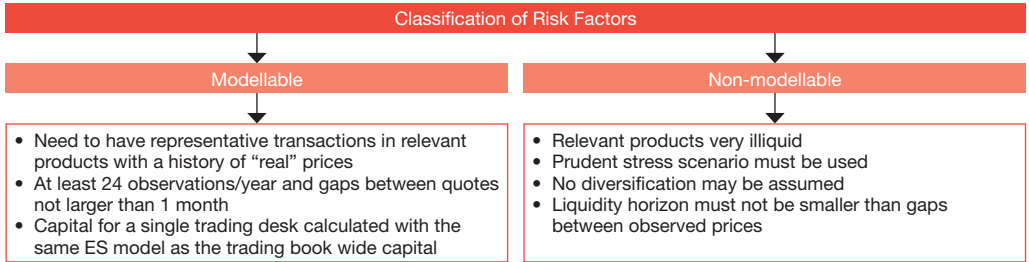 Classification of Risk Factors
Modellable
Non-modellable
• Need to have representative transactions in relevant
products with a history of “real” prices
• At least 24 observations/year and gaps between quotes
not larger than 1 month
• Capital for a single trading desk calculated with the
same ES model as the trading book wide capital
• Relevant products very illiquid
• Prudent stress scenario must be used
• No diversification may be assumed
• Liquidity horizon must not be smaller than gaps
between observed prices